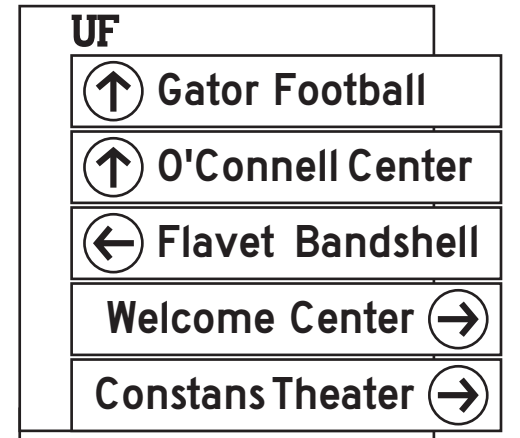 UF
Gator Football
O'Connell Center
Flavet Bandshell
Welcome Center
Constans Theater